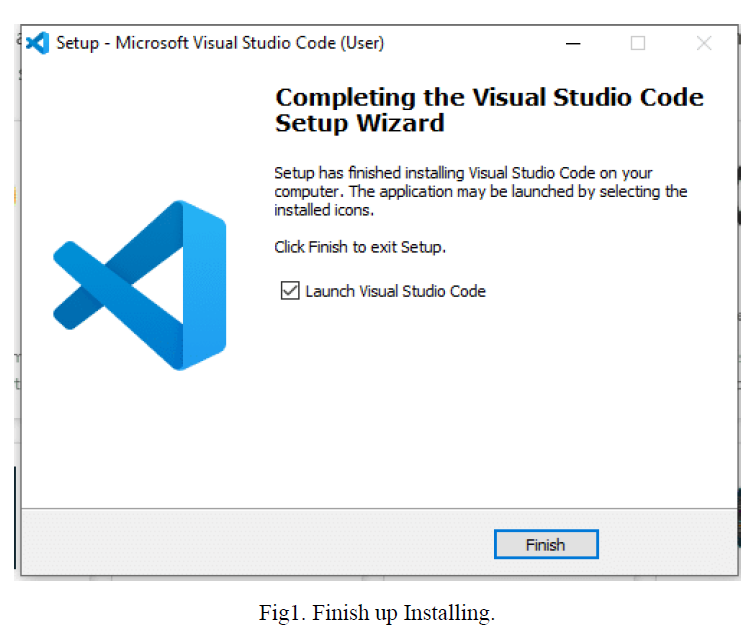 Setup - Microsoft Visual Studio Code (User)
Completing the Visual Studio Code
Setup Wizard
Setup has finished installing Visual Studio Code on your
computer. The application may be launched by selecting the
installed icons.
Click Finish to exit Setup.
Launch Visual Studio Code
Finish
Fig1. Finish up Installing.